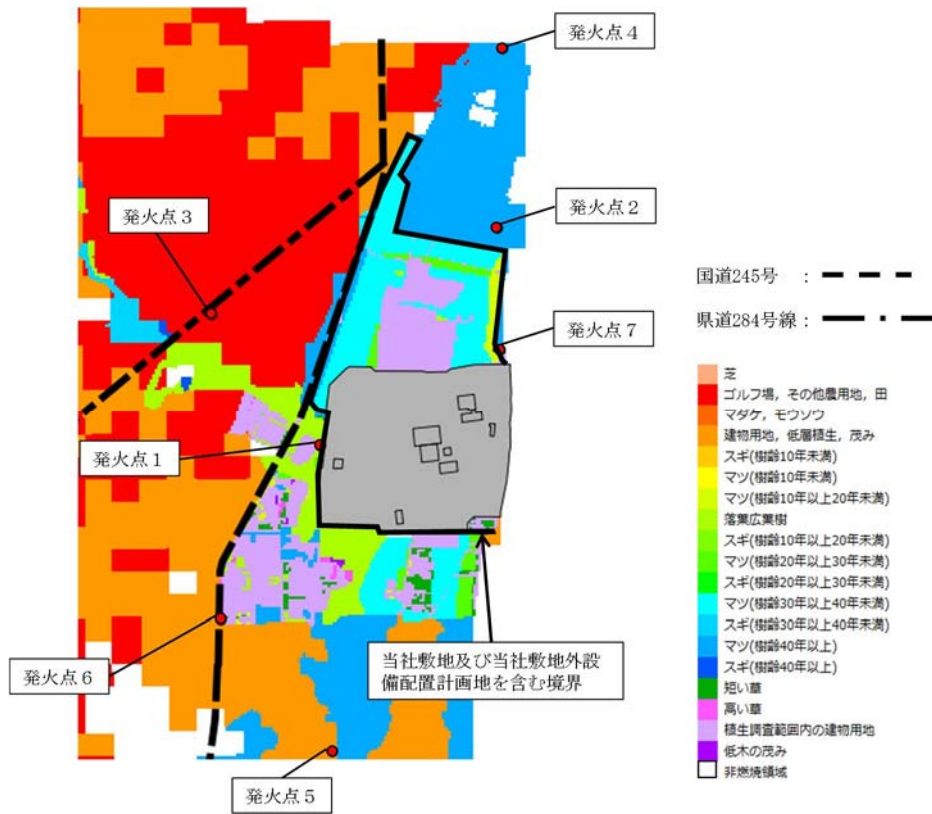 発火点4
発火点2
発火点3
国道245号 :
県道284号線 :
発火点7
発火点1
芝
ゴルフ場，その他農用地，田
マダケ，モウソウ
建物用地，低層植生，茂み
スギ(樹齢10年未満)
マツ(樹齢10年未満)
マツ(樹齢10年以上20年未満)
落葉広葉樹
スギ(樹齢10年以上20年未満)
マツ(樹齢20年以上30年未満)
スギ(樹齢20年以上30年未満)
マツ(樹齢30年以上40年未満)
スギ(樹齢30年以上40年未満)
マツ(樹齢40年以上)
スギ(樹齢40年以上)
短い草
高い草
植生調査範囲内の建物用地
低木の茂み
非燃焼領域
当社敷地及び当社敷地外設
備配置計画地を含む境界
発火点6
発火点5